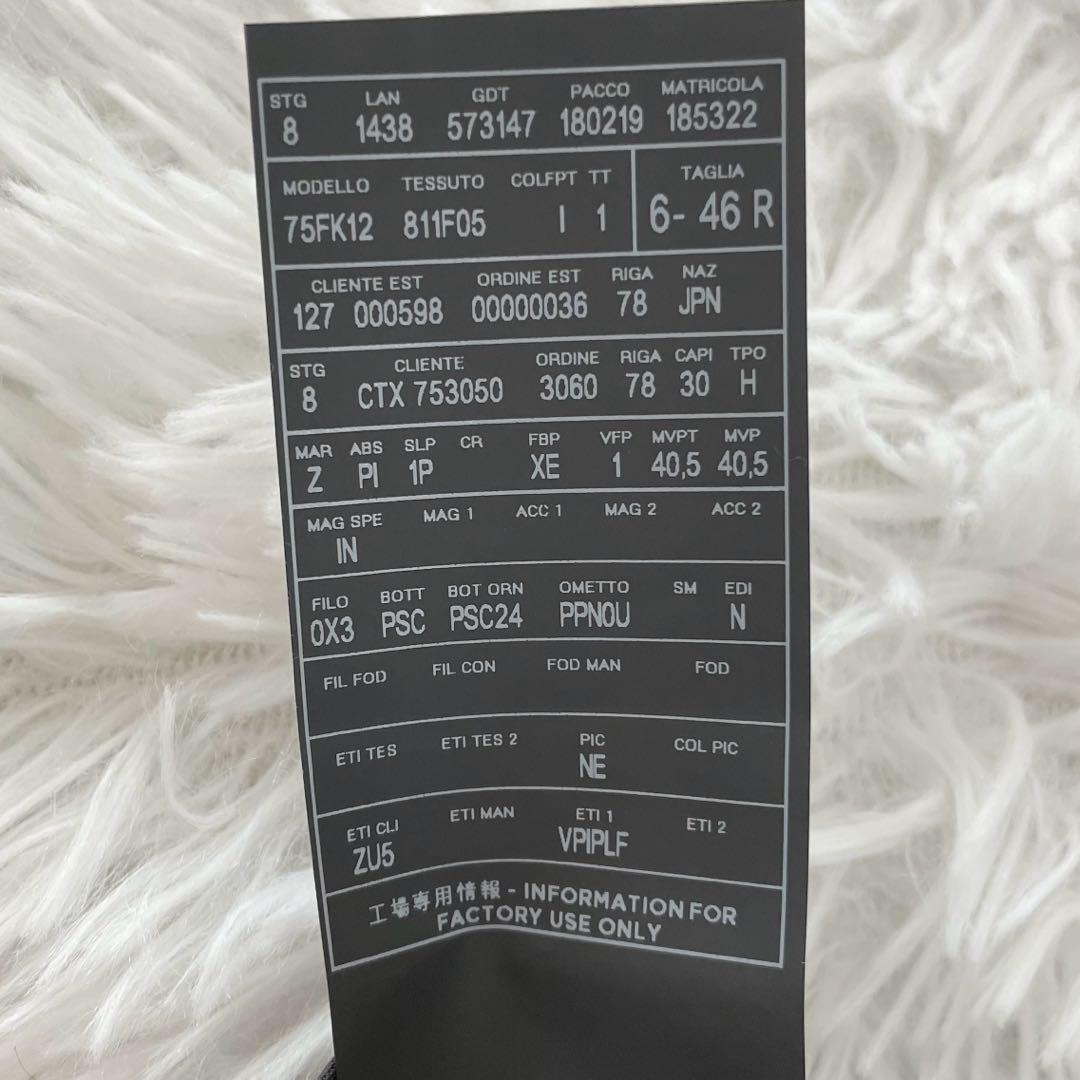 STG LAN GDT PACCO MATRICOLA
8 1438 573147 180219 185322
MODELLO TESSUTO COLFPT TT TAGLIA
75FK12 811F05 I 1 6- 46 R
CLIENTE EST ORDINE EST RIGA NAZ
127 000598 00000036 78 JPN
STG CLIENTE ORDINE RIGA CAPI TPO
8 CTX 753050 3060 78 30 H
MAR ABS SLP CR FBP VFP MVPT MVP
Z PI 1P XE 1 40,5 40,5
MAG SPE MAG 1 ACC 1 MAG 2 ACC 2
IN
FILO BOTT BOT ORN OMETTO SM EDI
0X3 PSC PSC24 PPN0U N
FIL FOD FIL CON FOD MAN FOD
ETI TES ETI TES 2 PIC COL PIC
NE
ETI CLI ETI MAN ETI 1 ETI 2
ZU5 VPIPLF
工場専用情報 - INFORMATION FOR
FACTORY USE ONLY